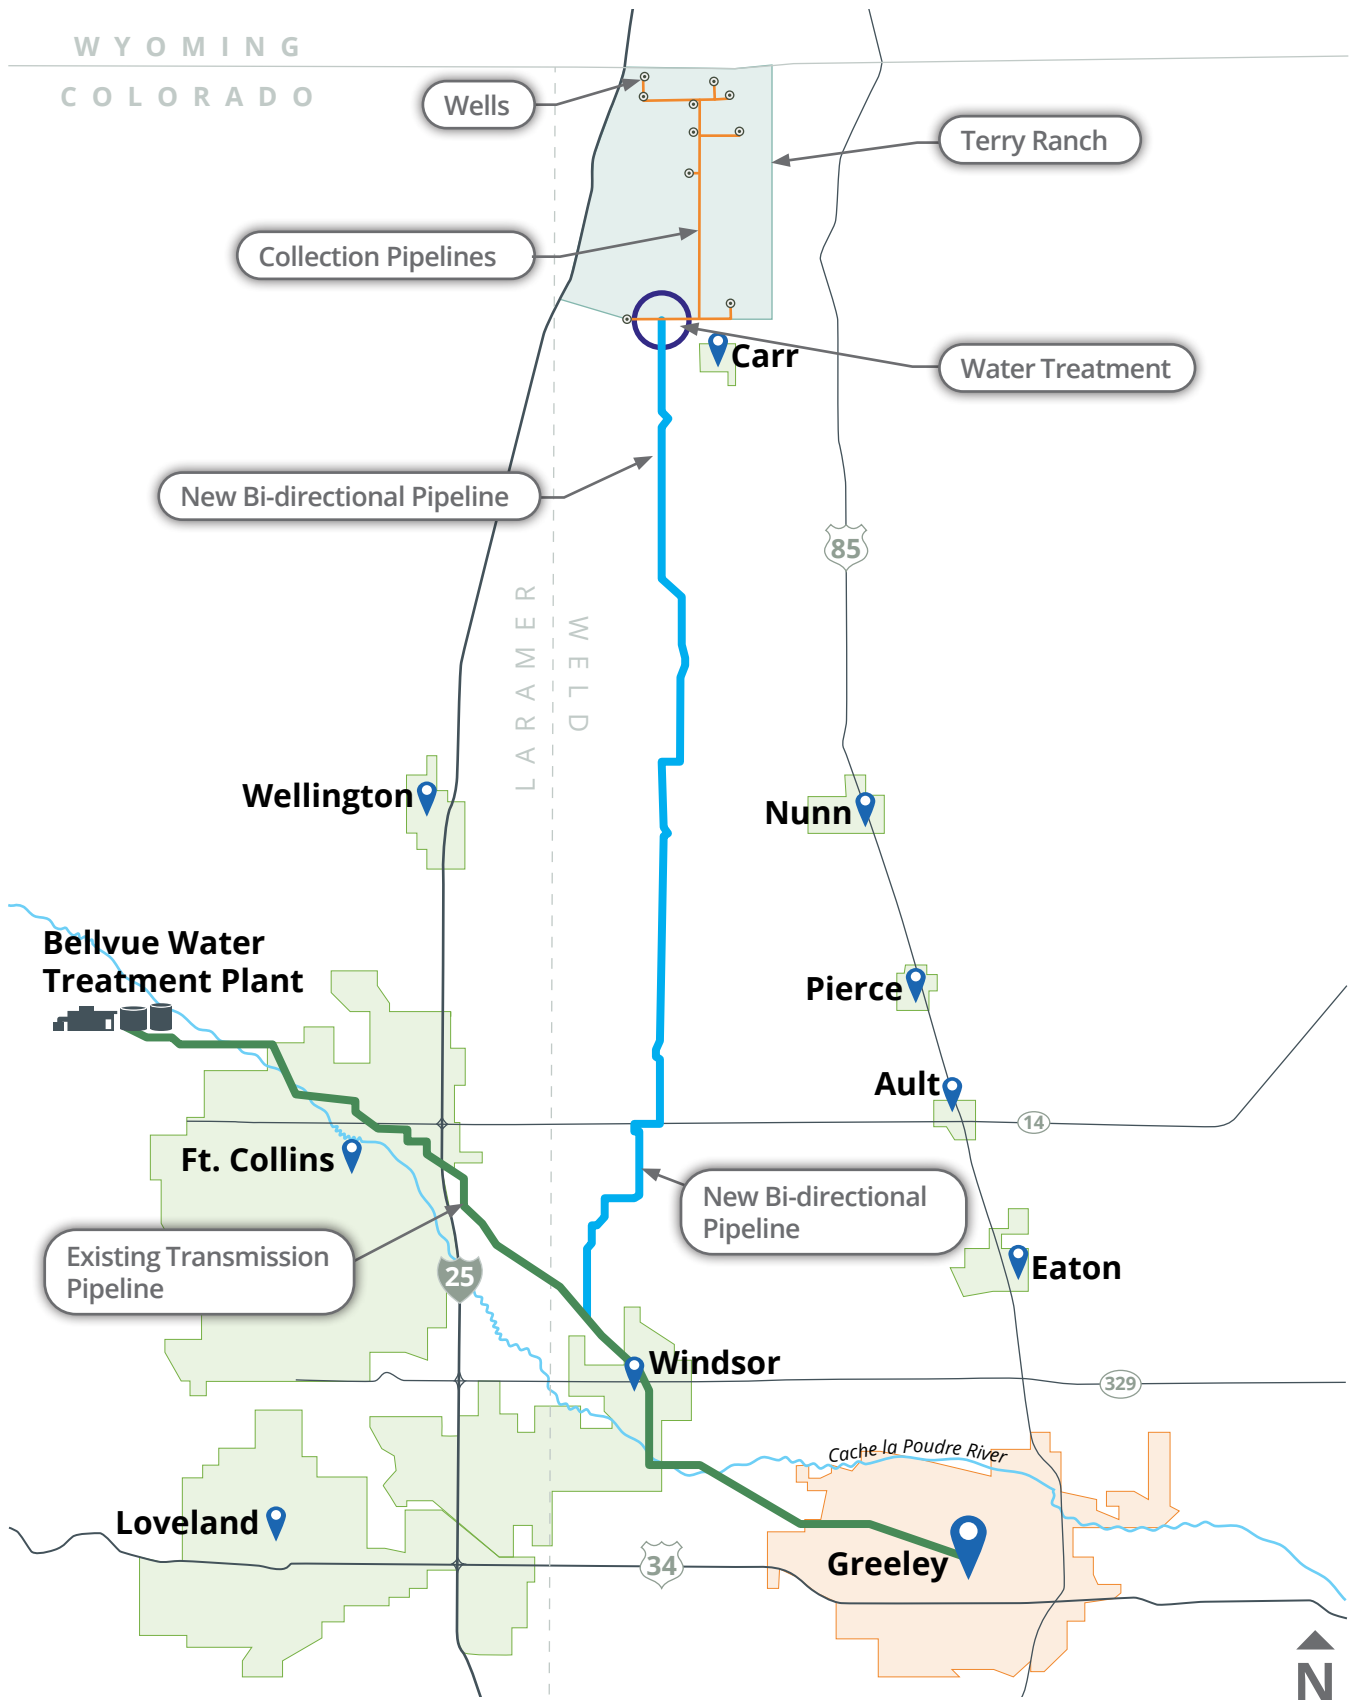 WYOMING
COLORADO
Wells
Terry Ranch
Collection Pipelines
Carr
Water Treatment
New Bi-directional Pipeline
85
LARAMER
WELD
Wellington
Nunn
Bellvue Water
Treatment Plant
Pierce
Ault
14
Ft. Collins
New Bi-directional
Pipeline
Existing Transmission
Pipeline
25
Eaton
Windsor
329
Cache la Poudre River
Loveland
Greeley
34
N